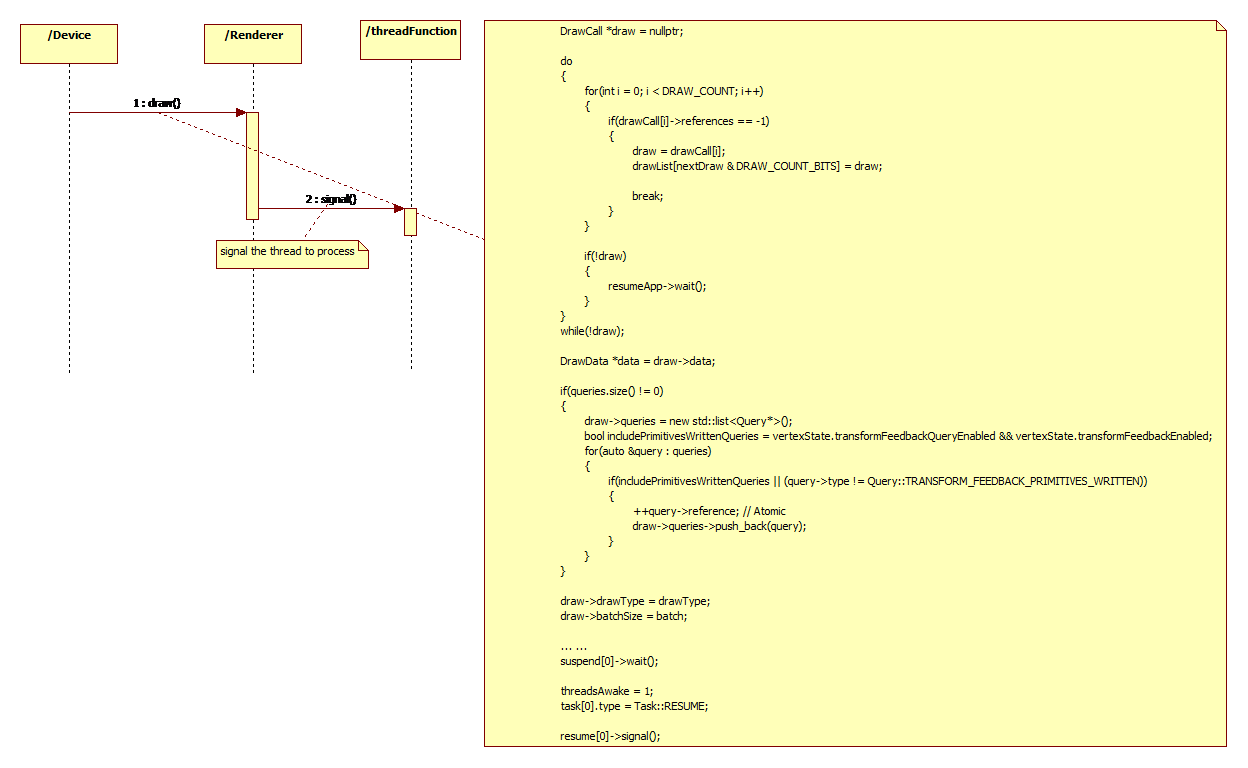 /Device
/Renderer
/threadFunction
1 : draw()
2 : signal()
signal the thread to process
DrawCall *draw = nullptr;
do
{
for(int i = 0; i < DRAW_COUNT; i++)
{
if(drawCall[i]->references == -1)
{
draw = drawCall[i];
drawList[nextDraw & DRAW_COUNT_BITS] = draw;
break;
}
}
if(!draw)
{
resumeApp->wait();
}
}
while(!draw);
DrawData *data = draw->data;
if(queries.size() != 0)
{
draw->queries = new std::list<Query*>();
bool includePrimitivesWrittenQueries = vertexState.transformFeedbackQueryEnabled && vertexState.transformFeedbackEnabled;
for(auto &query : queries)
{
if(includePrimitivesWrittenQueries || (query->type != Query::TRANSFORM_FEEDBACK_PRIMITIVES_WRITTEN))
{
++query->reference; // Atomic
draw->queries->push_back(query);
}
}
}
draw->drawType = drawType;
draw->batchSize = batch;
... ...
suspend[0]->wait();
threadsAwake = 1;
task[0].type = Task::RESUME;
resume[0]->signal();